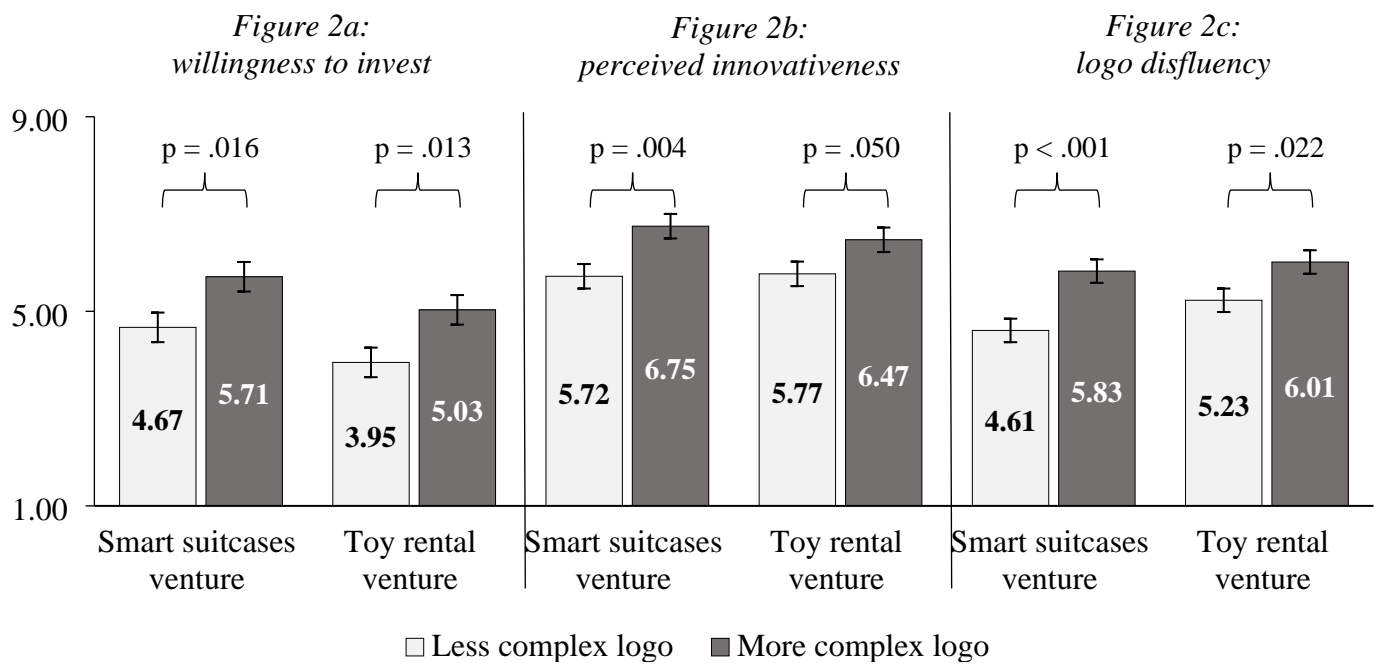 Figure 2a:
willingness to invest
Figure 2b:
perceived innovativeness
Figure 2c:
logo disfluency
9.00
5.00
1.00
p = .016
p = .013
p = .004
p = .050
p < .001
p = .022
4.67
5.71
3.95
5.03
5.72
6.75
5.77
6.47
4.61
5.83
5.23
6.01
Smart suitcases
venture
Toy rental
venture
Smart suitcases
venture
Toy rental
venture
Smart suitcases
venture
Toy rental
venture
Less complex logo
More complex logo